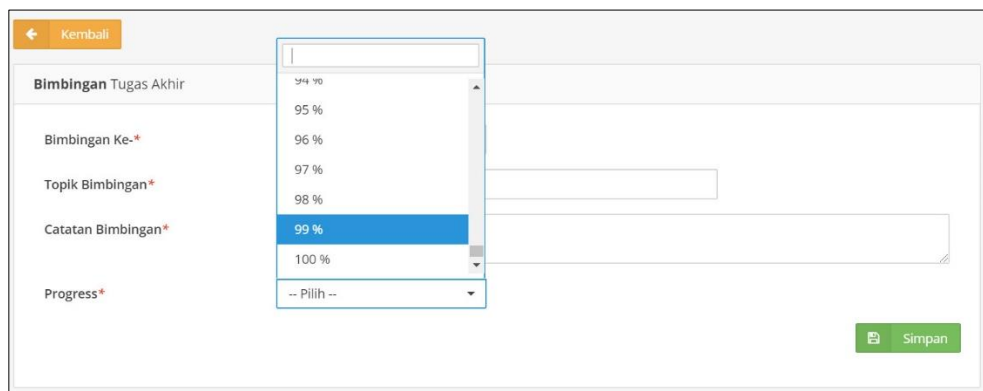 Kembali
Bimbingan Tugas Akhir
94 %
95 %
Bimbingan Ke-*
96 %
97 %
Topik Bimbingan*
98 %
Catatan Bimbingan*
99 %
100 %
Progress*
-- Pilih --
Simpan